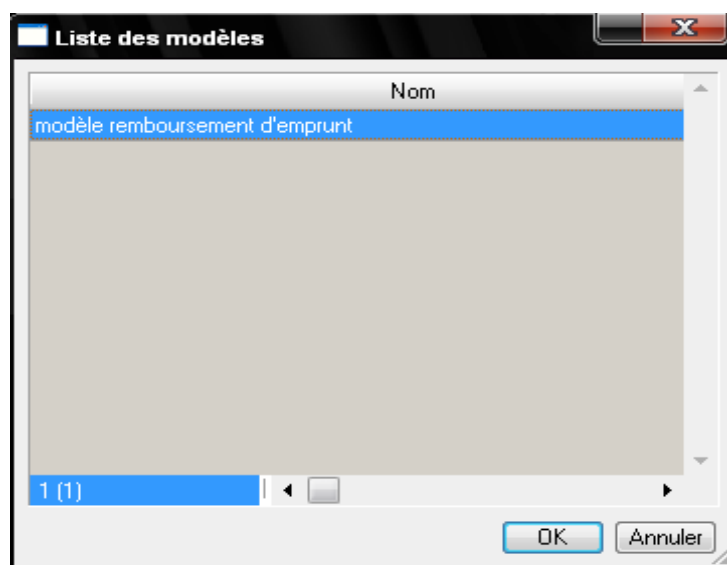 Liste des modèles
Nom
modèle remboursement d'emprunt
1 (1)
OK Annuler